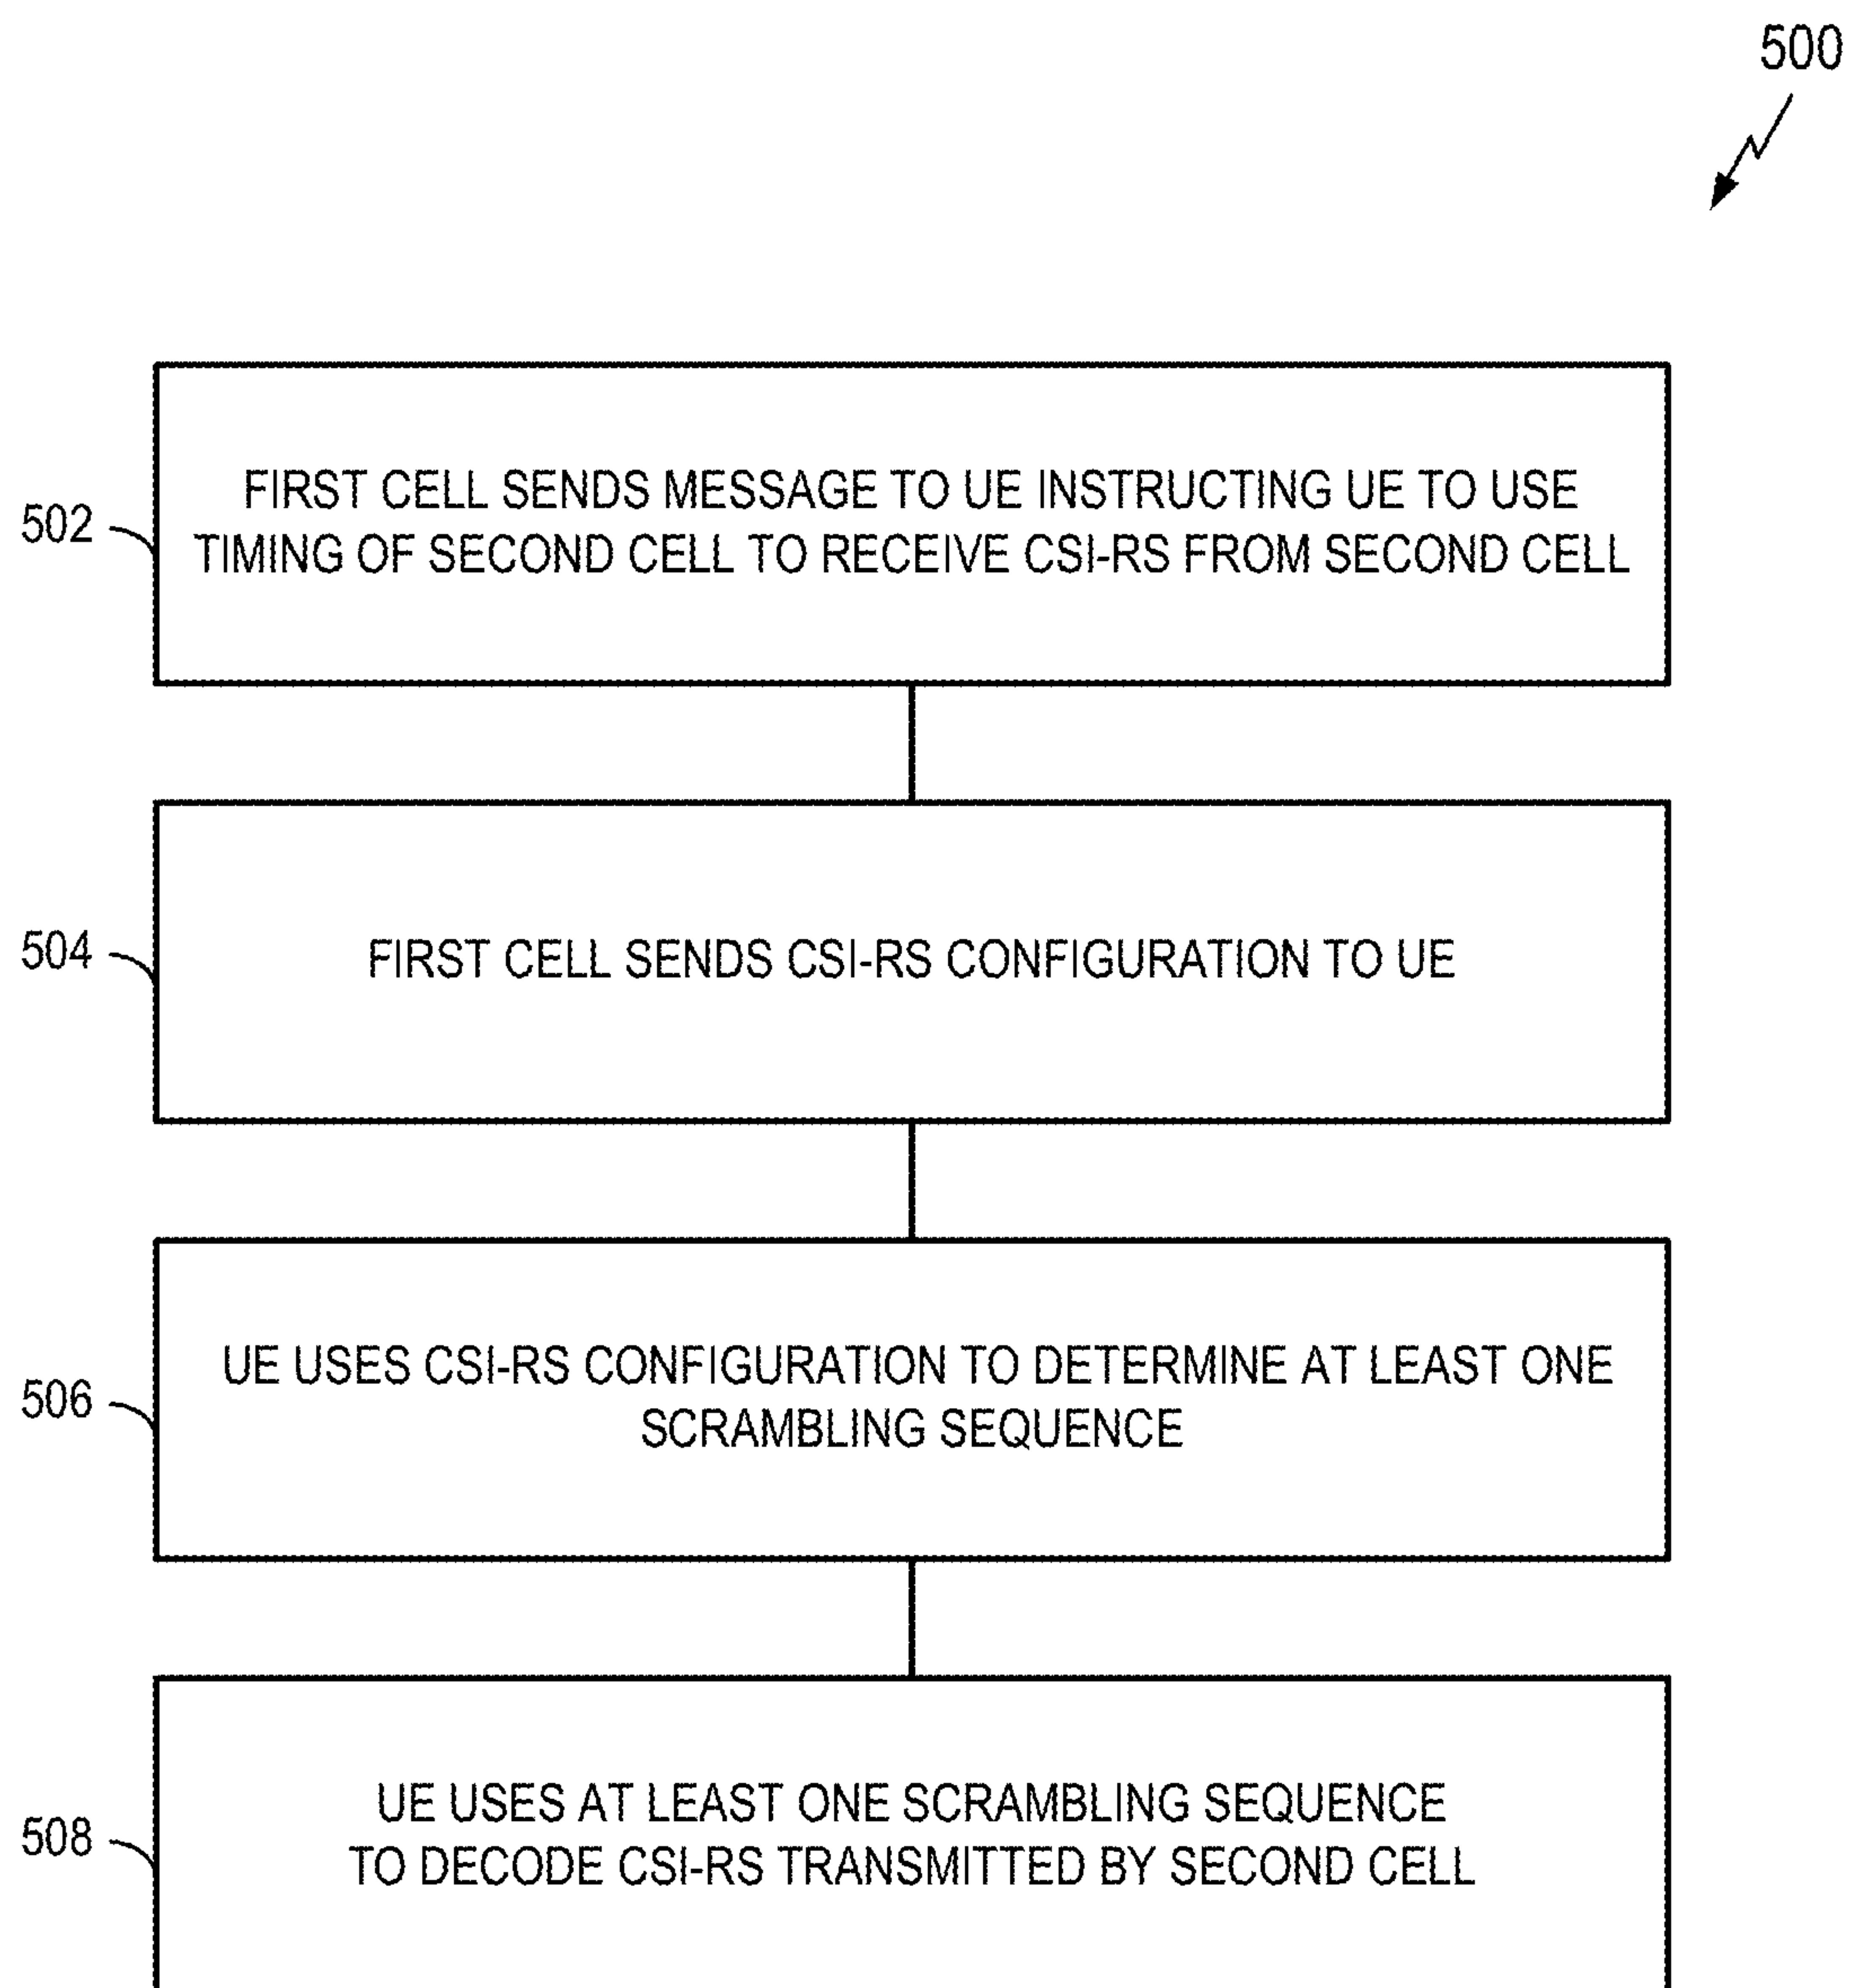 500
502
FIRST CELL SENDS MESSAGE TO UE INSTRUCTING UE TO USE
TIMING OF SECOND CELL TO RECEIVE CSI-RS FROM SECOND CELL
504
FIRST CELL SENDS CSI-RS CONFIGURATION TO UE
506
UE USES CSI-RS CONFIGURATION TO DETERMINE AT LEAST ONE
SCRAMBLING SEQUENCE
508
UE USES AT LEAST ONE SCRAMBLING SEQUENCE
TO DECODE CSI-RS TRANSMITTED BY SECOND CELL